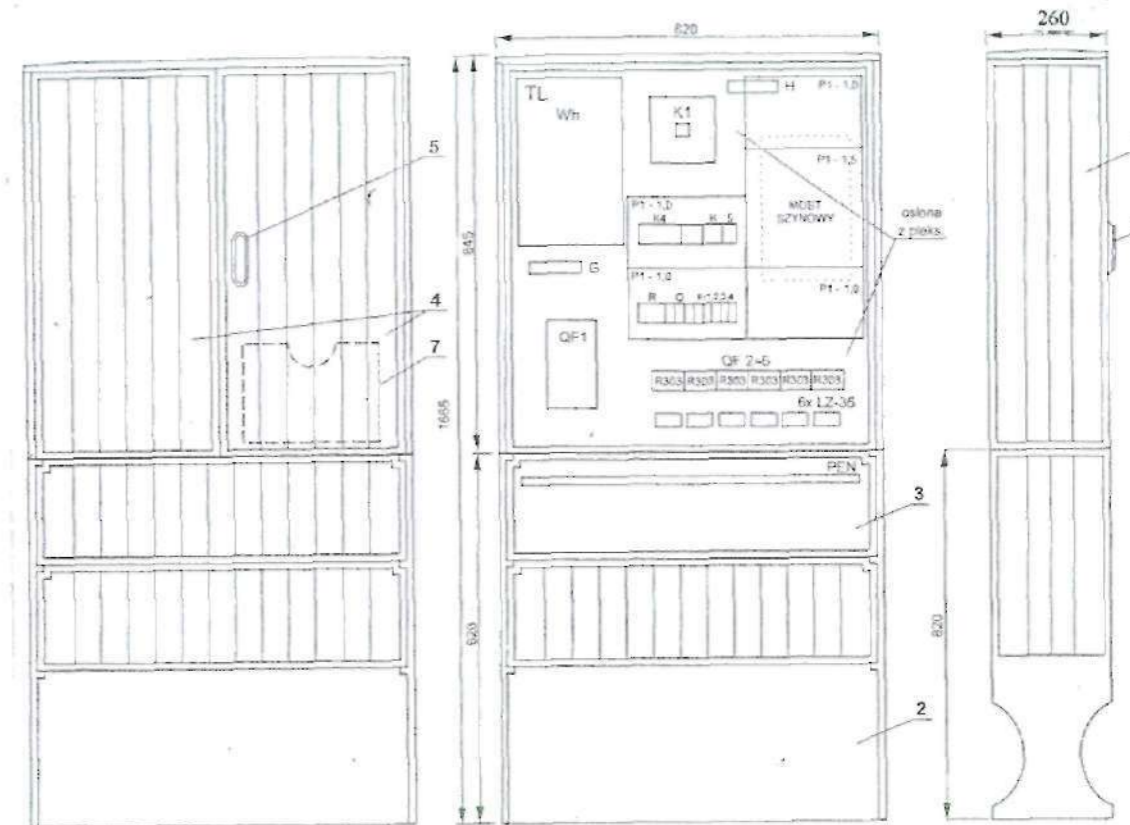 5
4
7
820
TL
Wh
K1
H
P1 - 1,0
P1 - 1,5
MOST
SZYNOWY
P1 - 1,0
K4
K 5
osłona
z pleks.
G
P1 - 1,0
P1 - 1,0
R
Q
QF1
QF 2-6
R303 R303 R303 R303 R303 R303
6x LZ-35
845
1665
PEN
3
820
2
260
820